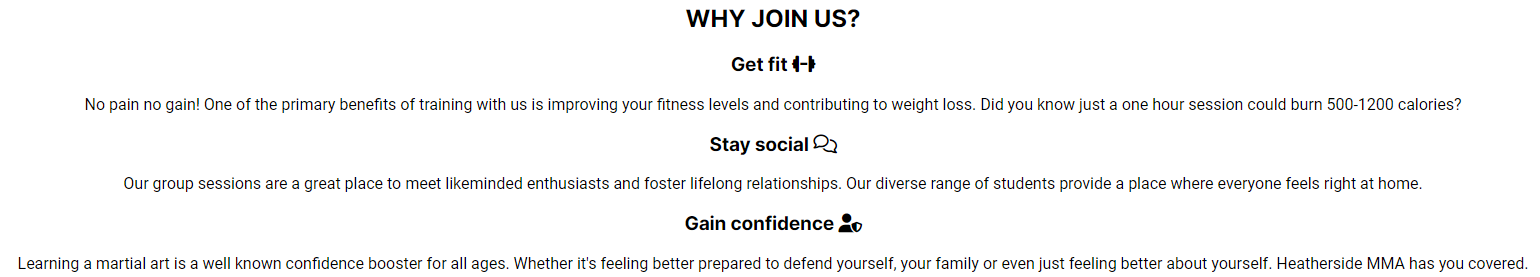 WHY JOIN US?
Get fit
No pain no gain! One of the primary benefits of training with us is improving your fitness levels and contributing to weight loss. Did you know just a one hour session could burn 500-1200 calories?
Stay social
Our group sessions are a great place to meet likeminded enthusiasts and foster lifelong relationships. Our diverse range of students provide a place where everyone feels right at home.
Gain confidence
Learning a martial art is a well known confidence booster for all ages. Whether it's feeling better prepared to defend yourself, your family or even just feeling better about yourself. Heatherside MMA has you covered